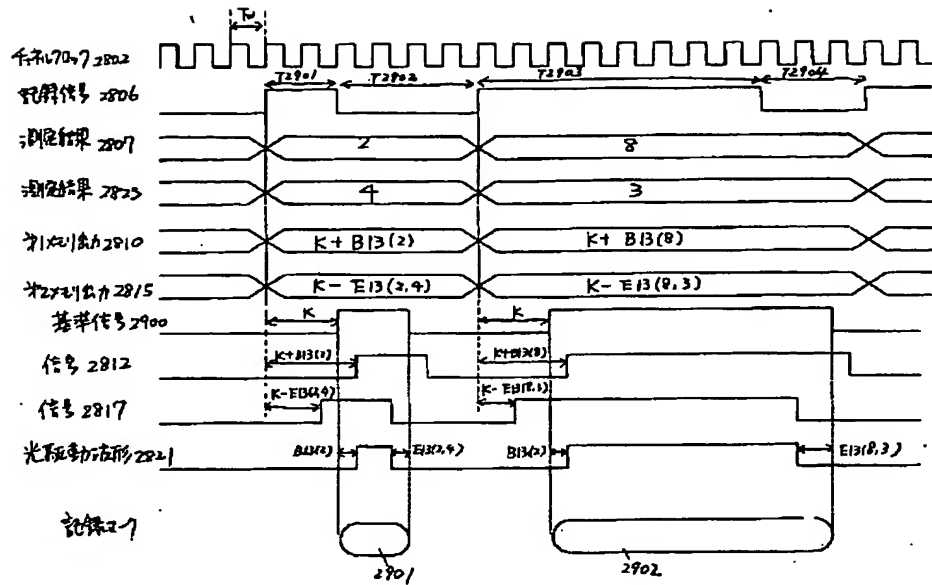 Tw
チャネルクロック 2802
T2901 T2902 T2903 T2904
記録信号 2806
測定結果 2807 2 8
測定結果 2823 4 3
第1メモリ出力 2810 K+B13(2) K+B13(8)
第2メモリ出力 2815 K-E13(2,4) K-E13(8,3)
基準信号 2900 K K
信号 2812 K+B13(2) K+B13(8)
信号 2817 K-E13(2,4) K-E13(8,3)
光駆動波形 2821 B13(2) E13(2,4) B13(2) E13(8,3)
記録マーク
2901 2902